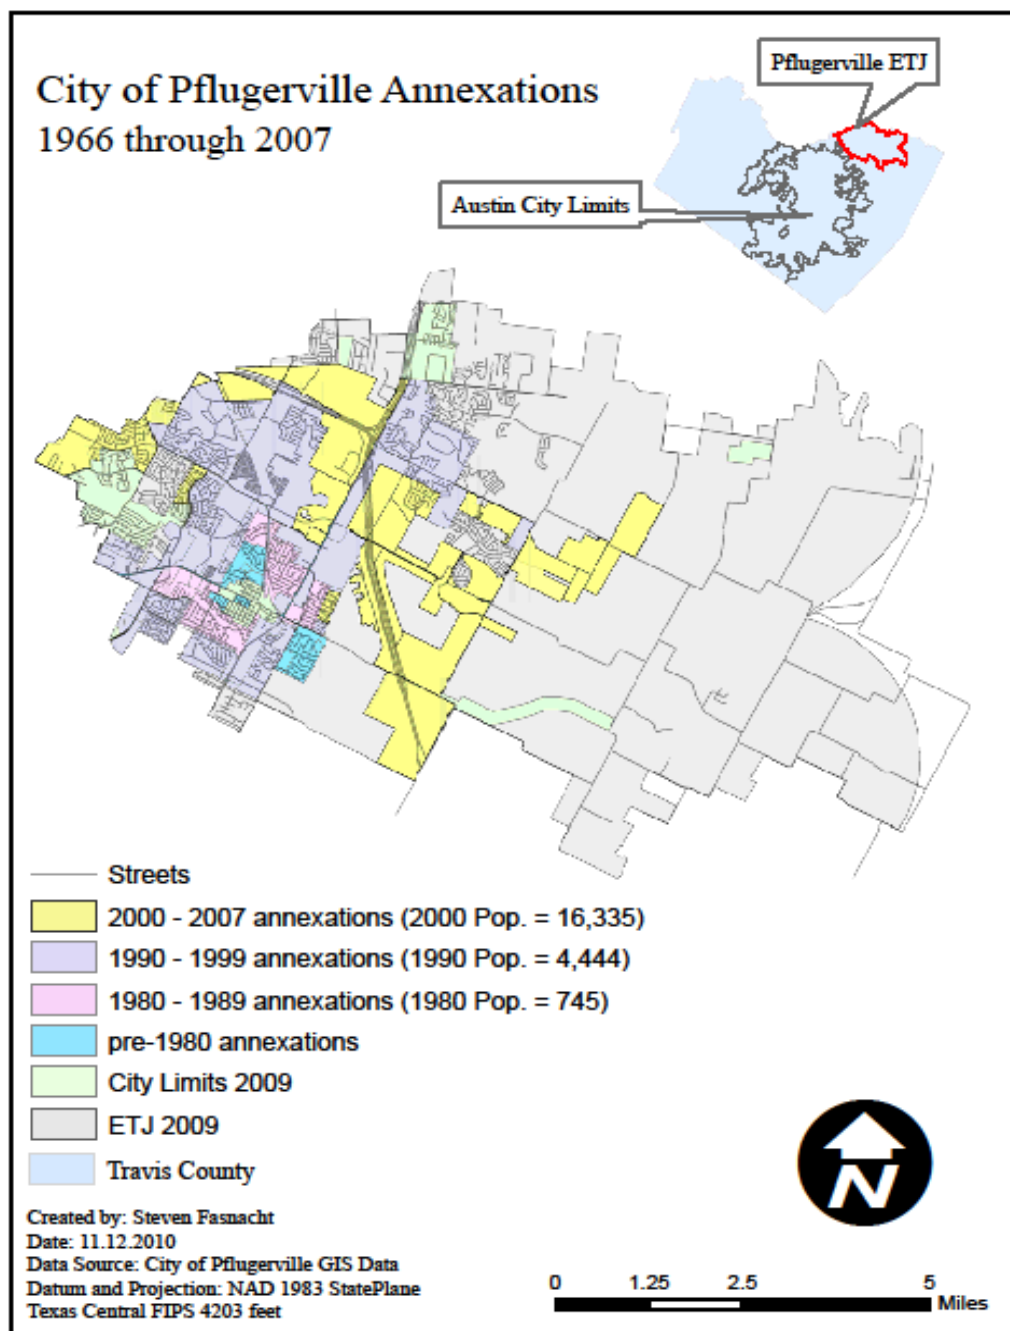 City of Pflugerville Annexations
1966 through 2007
Pflugerville ETJ
Austin City Limits
Streets
2000 - 2007 annexations (2000 Pop. = 16,335)
1990 - 1999 annexations (1990 Pop. = 4,444)
1980 - 1989 annexations (1980 Pop. = 745)
pre-1980 annexations
City Limits 2009
ETJ 2009
Travis County
Created by: Steven Fasnacht
Date: 11.12.2010
Data Source: City of Pflugerville GIS Data
Datum and Projection: NAD 1983 StatePlane
Texas Central FIPS 4203 feet
N
0 1.25 2.5 5
Miles